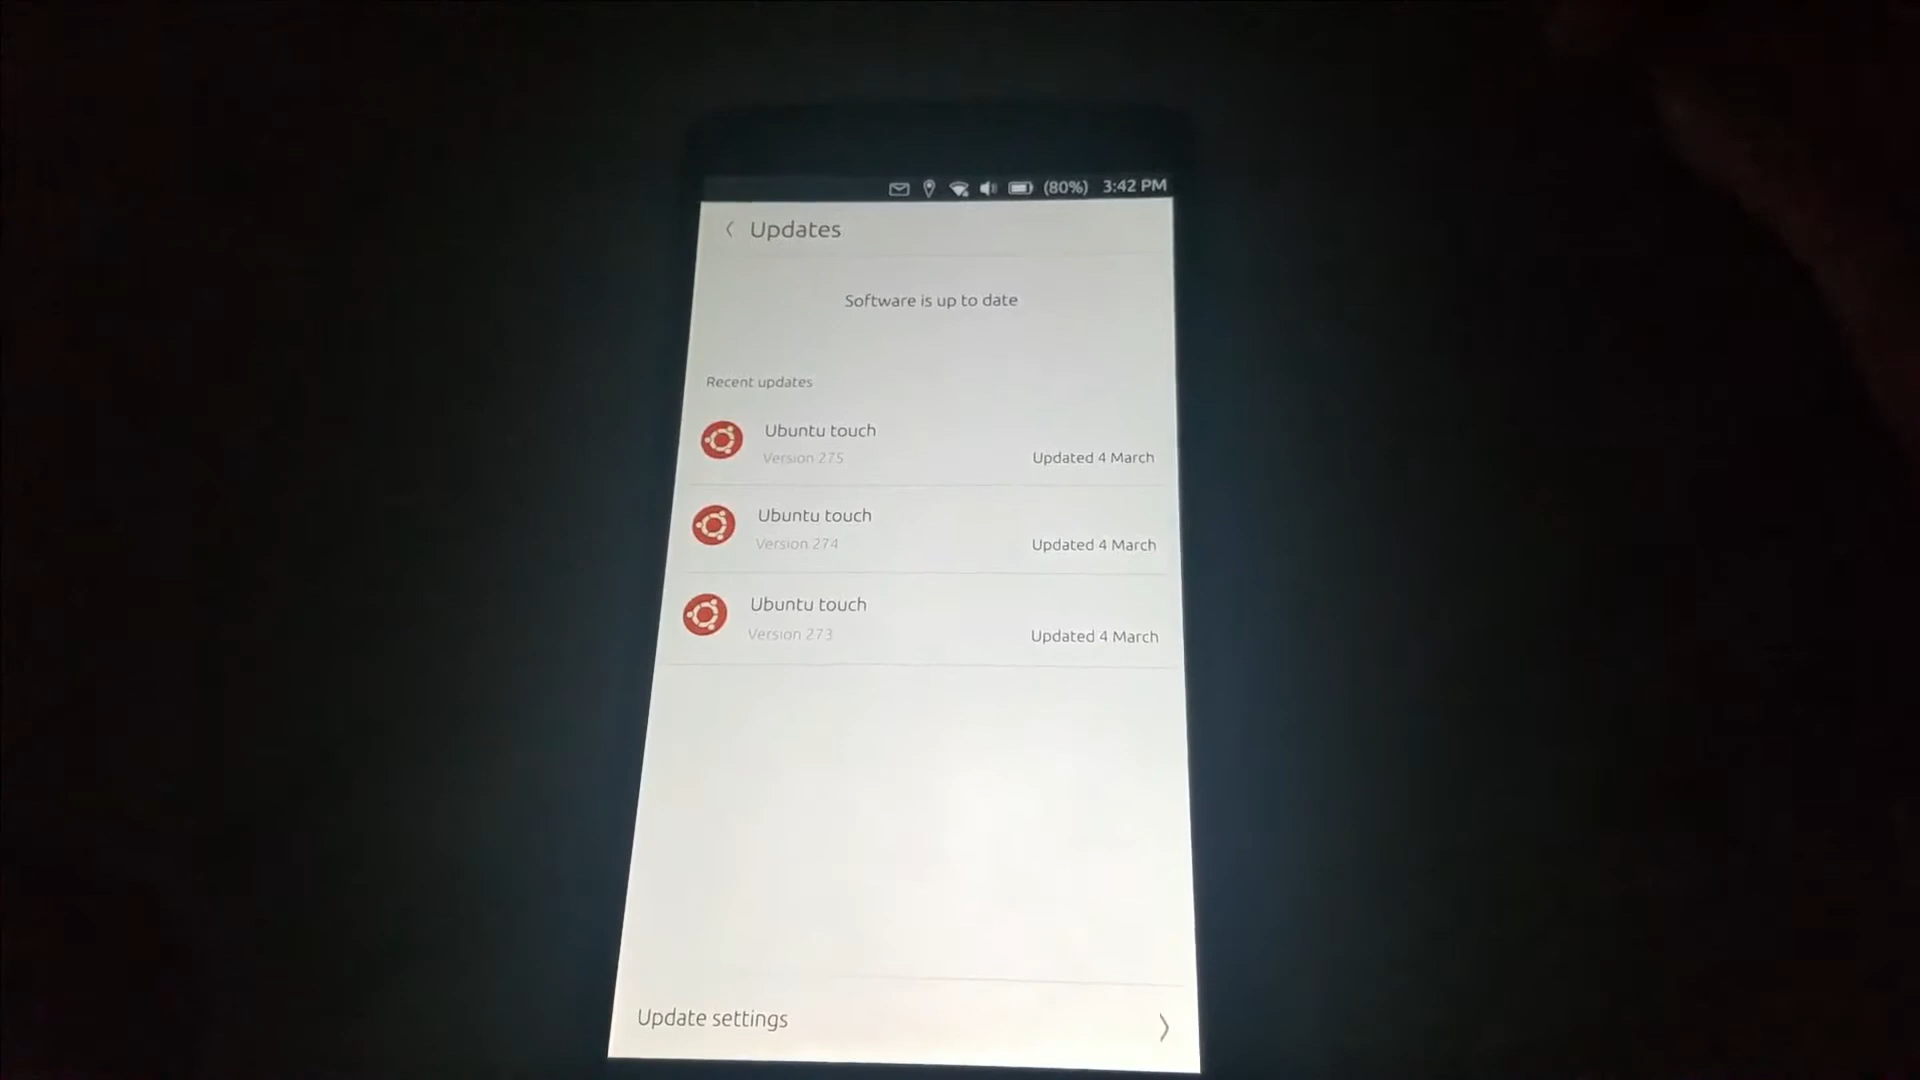 (80%) 3:42 PM
Updates
Software is up to date
Recent updates
Ubuntu touch
Version 275
Updated 4 March
Ubuntu touch
Version 274
Updated 4 March
Ubuntu touch
Version 273
Updated 4 March
Update settings